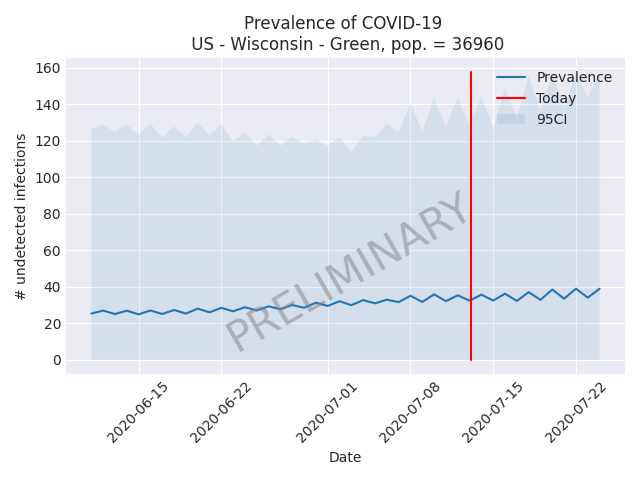 Prevalence of COVID-19
US - Wisconsin - Green, pop. = 36960
160
140
120
100
80
60
40
20
0
# undetected infections
Prevalence
Today
95CI
PRELIMINARY
2020-06-15
2020-06-22
2020-07-01
2020-07-08
2020-07-15
2020-07-22
Date